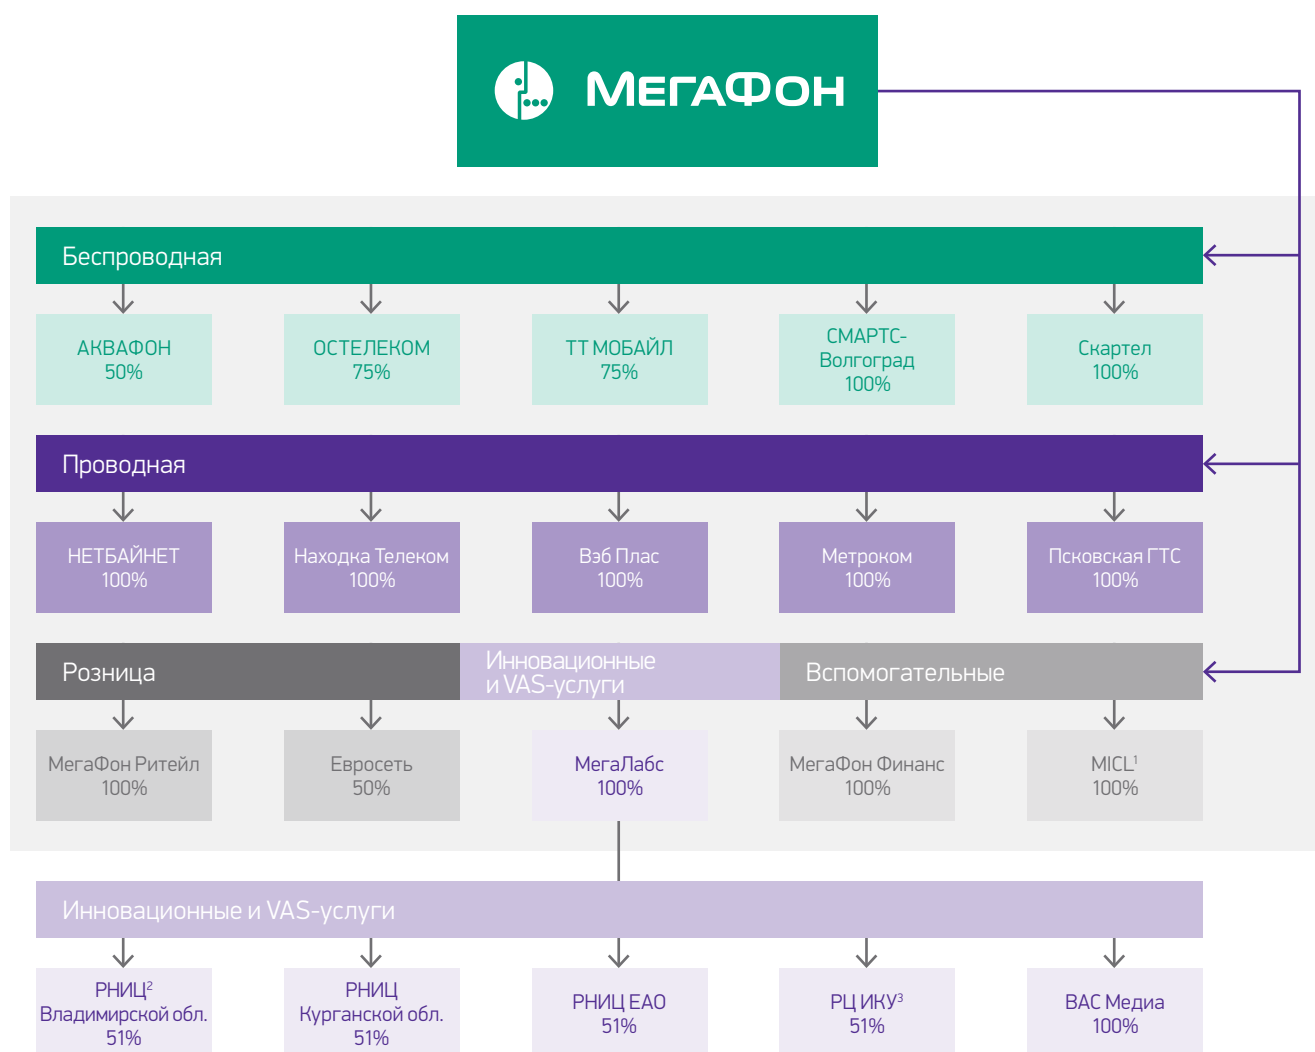 МЕГАФОН
Беспроводная
АКВАФОН
50%
ОСТЕЛЕКОМ
75%
ТТ МОБАЙЛ
75%
СМАРТС-
Волгоград
100%
Скартел
100%
Проводная
НЕТБАЙНЕТ
100%
Находка Телеком
100%
Вэб Плас
100%
Метроком
100%
Псковская ГТС
100%
Розница
Инновационные
и VAS-услуги
Вспомогательные
МегаФон Ритейл
100%
Евросеть
50%
МегаЛабс
100%
МегаФон Финанс
100%
MICL¹
100%
Инновационные и VAS-услуги
РНИЦ²
Владимирской обл.
51%
РНИЦ
Курганской обл.
51%
РНИЦ ЕАО
51%
РЦ ИКУ³
51%
ВАС Медиа
100%